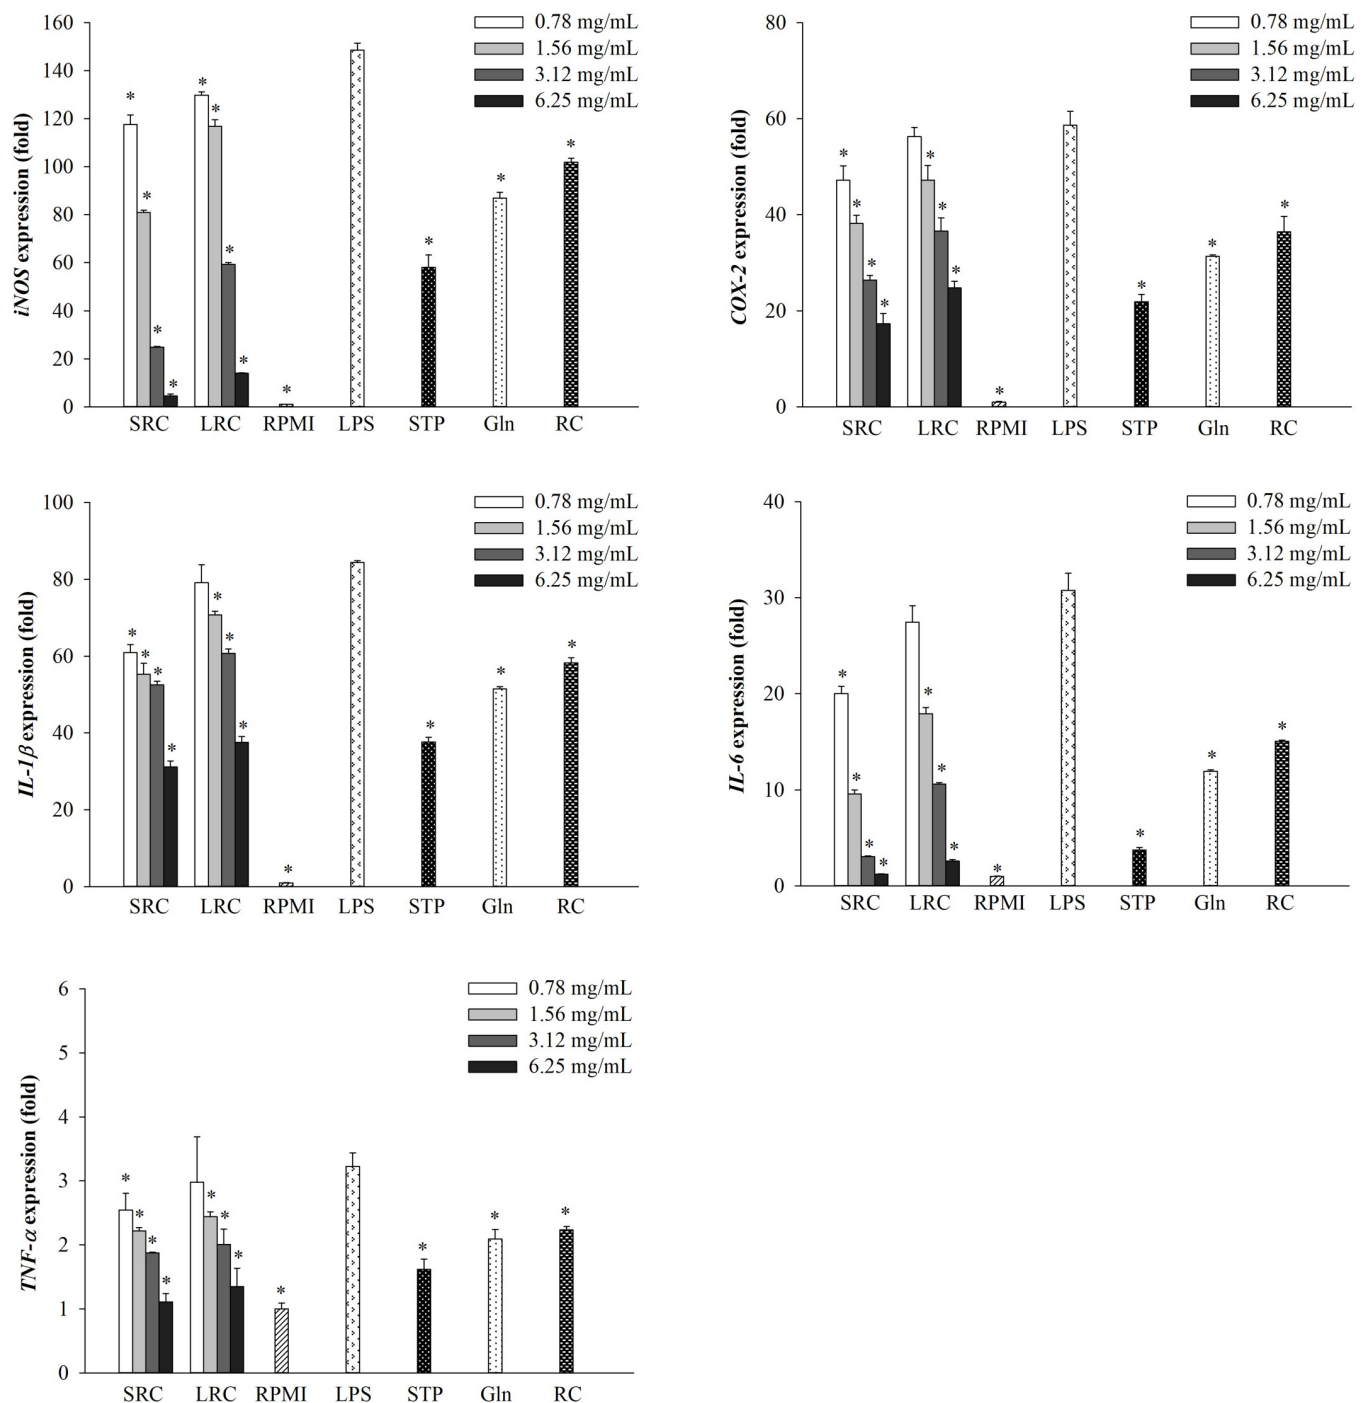 iNOS expression (fold)
160
140
120
100
80
60
40
20
0
0.78 mg/mL
1.56 mg/mL
3.12 mg/mL
6.25 mg/mL
* * * * * * * * * * * *
SRC LRC RPMI LPS STP Gln RC
COX-2 expression (fold)
80
60
40
20
0
0.78 mg/mL
1.56 mg/mL
3.12 mg/mL
6.25 mg/mL
* * * * * * * * * * *
SRC LRC RPMI LPS STP Gln RC
IL-1β expression (fold)
100
80
60
40
20
0
0.78 mg/mL
1.56 mg/mL
3.12 mg/mL
6.25 mg/mL
* * * * * * * * * * *
SRC LRC RPMI LPS STP Gln RC
IL-6 expression (fold)
40
30
20
10
0
0.78 mg/mL
1.56 mg/mL
3.12 mg/mL
6.25 mg/mL
* * * * * * * * * * *
SRC LRC RPMI LPS STP Gln RC
TNF-α expression (fold)
6
5
4
3
2
1
0
0.78 mg/mL
1.56 mg/mL
3.12 mg/mL
6.25 mg/mL
* * * * * * * * * * *
SRC LRC RPMI LPS STP Gln RC